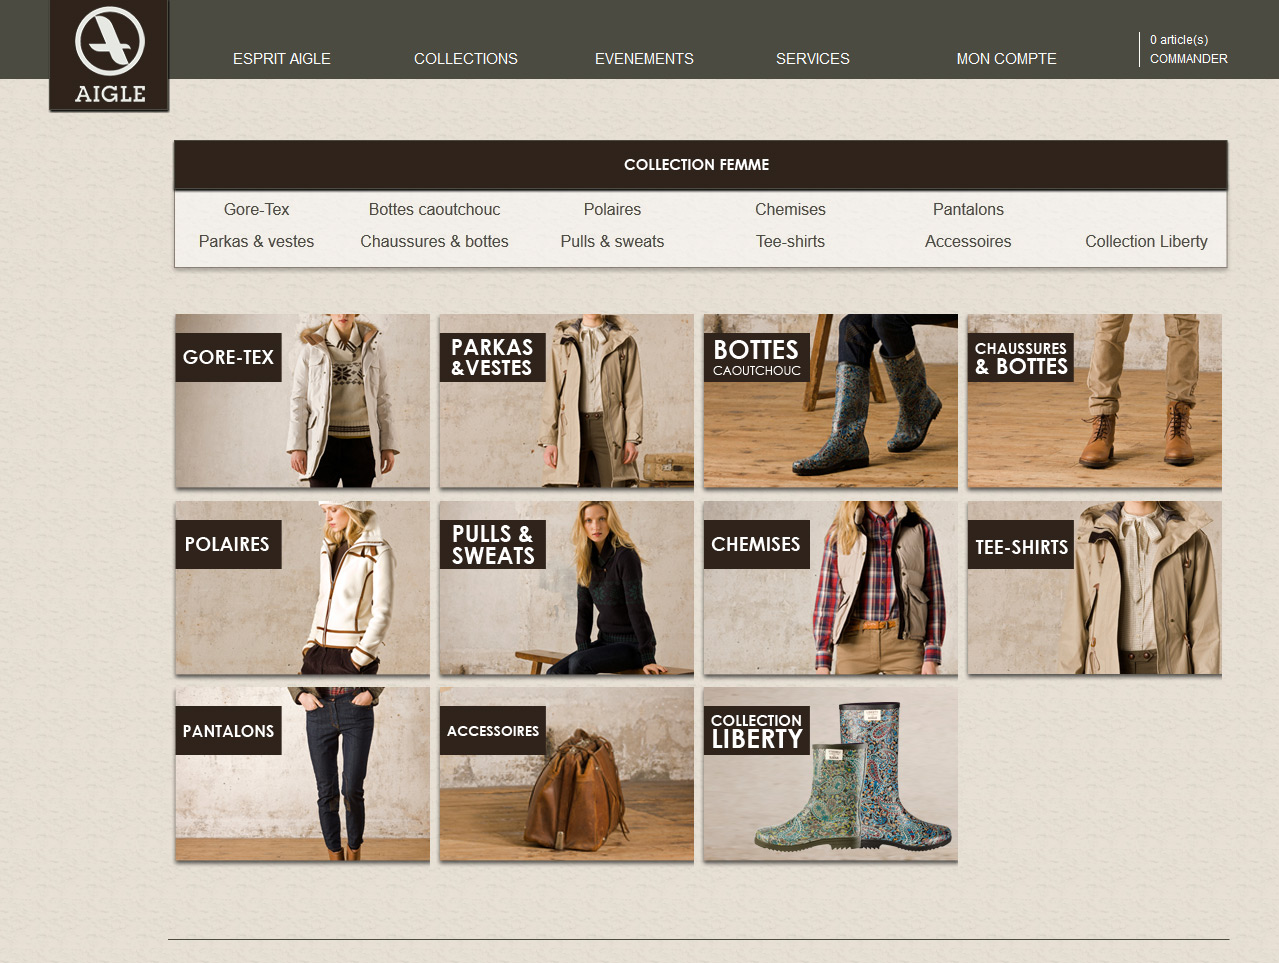 AIGLE
ESPRIT AIGLE
COLLECTIONS
EVENEMENTS
SERVICES
MON COMPTE
0 article(s)
COMMANDER
COLLECTION FEMME
Gore-Tex
Bottes caoutchouc
Polaires
Chemises
Pantalons
Parkas & vestes
Chaussures & bottes
Pulls & sweats
Tee-shirts
Accessoires
Collection Liberty
GORE-TEX
PARKAS
&VESTES
BOTTES
CAOUTCHOUC
CHAUSSURES
& BOTTES
POLAIRES
PULLS &
SWEATS
CHEMISES
TEE-SHIRTS
PANTALONS
ACCESSOIRES
COLLECTION
LIBERTY